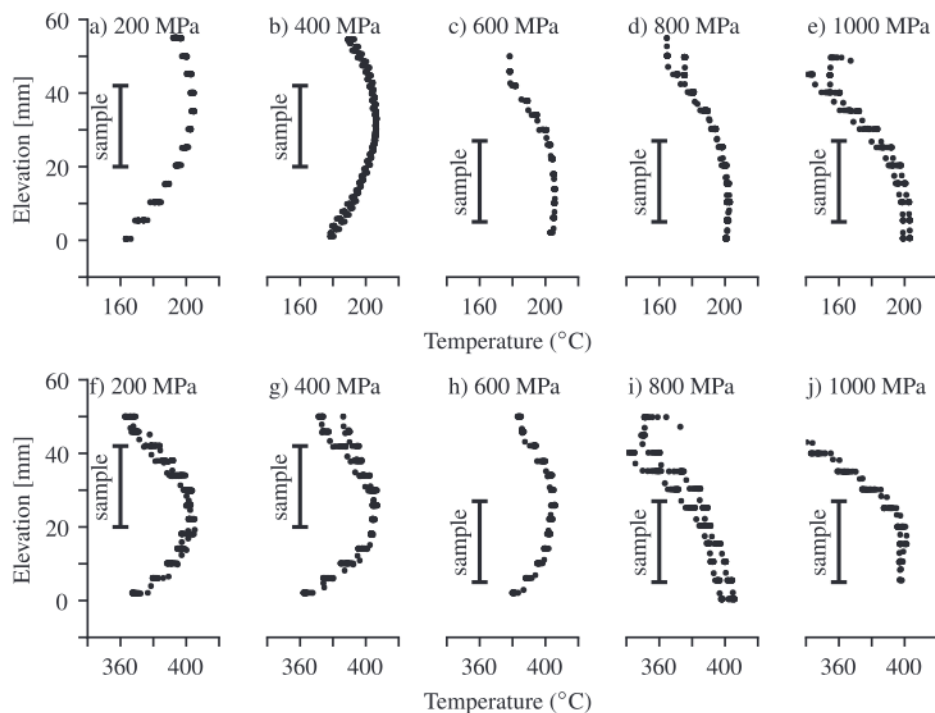 a) 200 MPa b) 400 MPa c) 600 MPa d) 800 MPa e) 1000 MPa
60
40
20
0
Elevation [mm]
sample sample sample sample sample
160 200 160 200 160 200 160 200 160 200
Temperature (°C)
f) 200 MPa g) 400 MPa h) 600 MPa i) 800 MPa j) 1000 MPa
60
40
20
0
Elevation [mm]
sample sample sample sample sample
360 400 360 400 360 400 360 400 360 400
Temperature (°C)